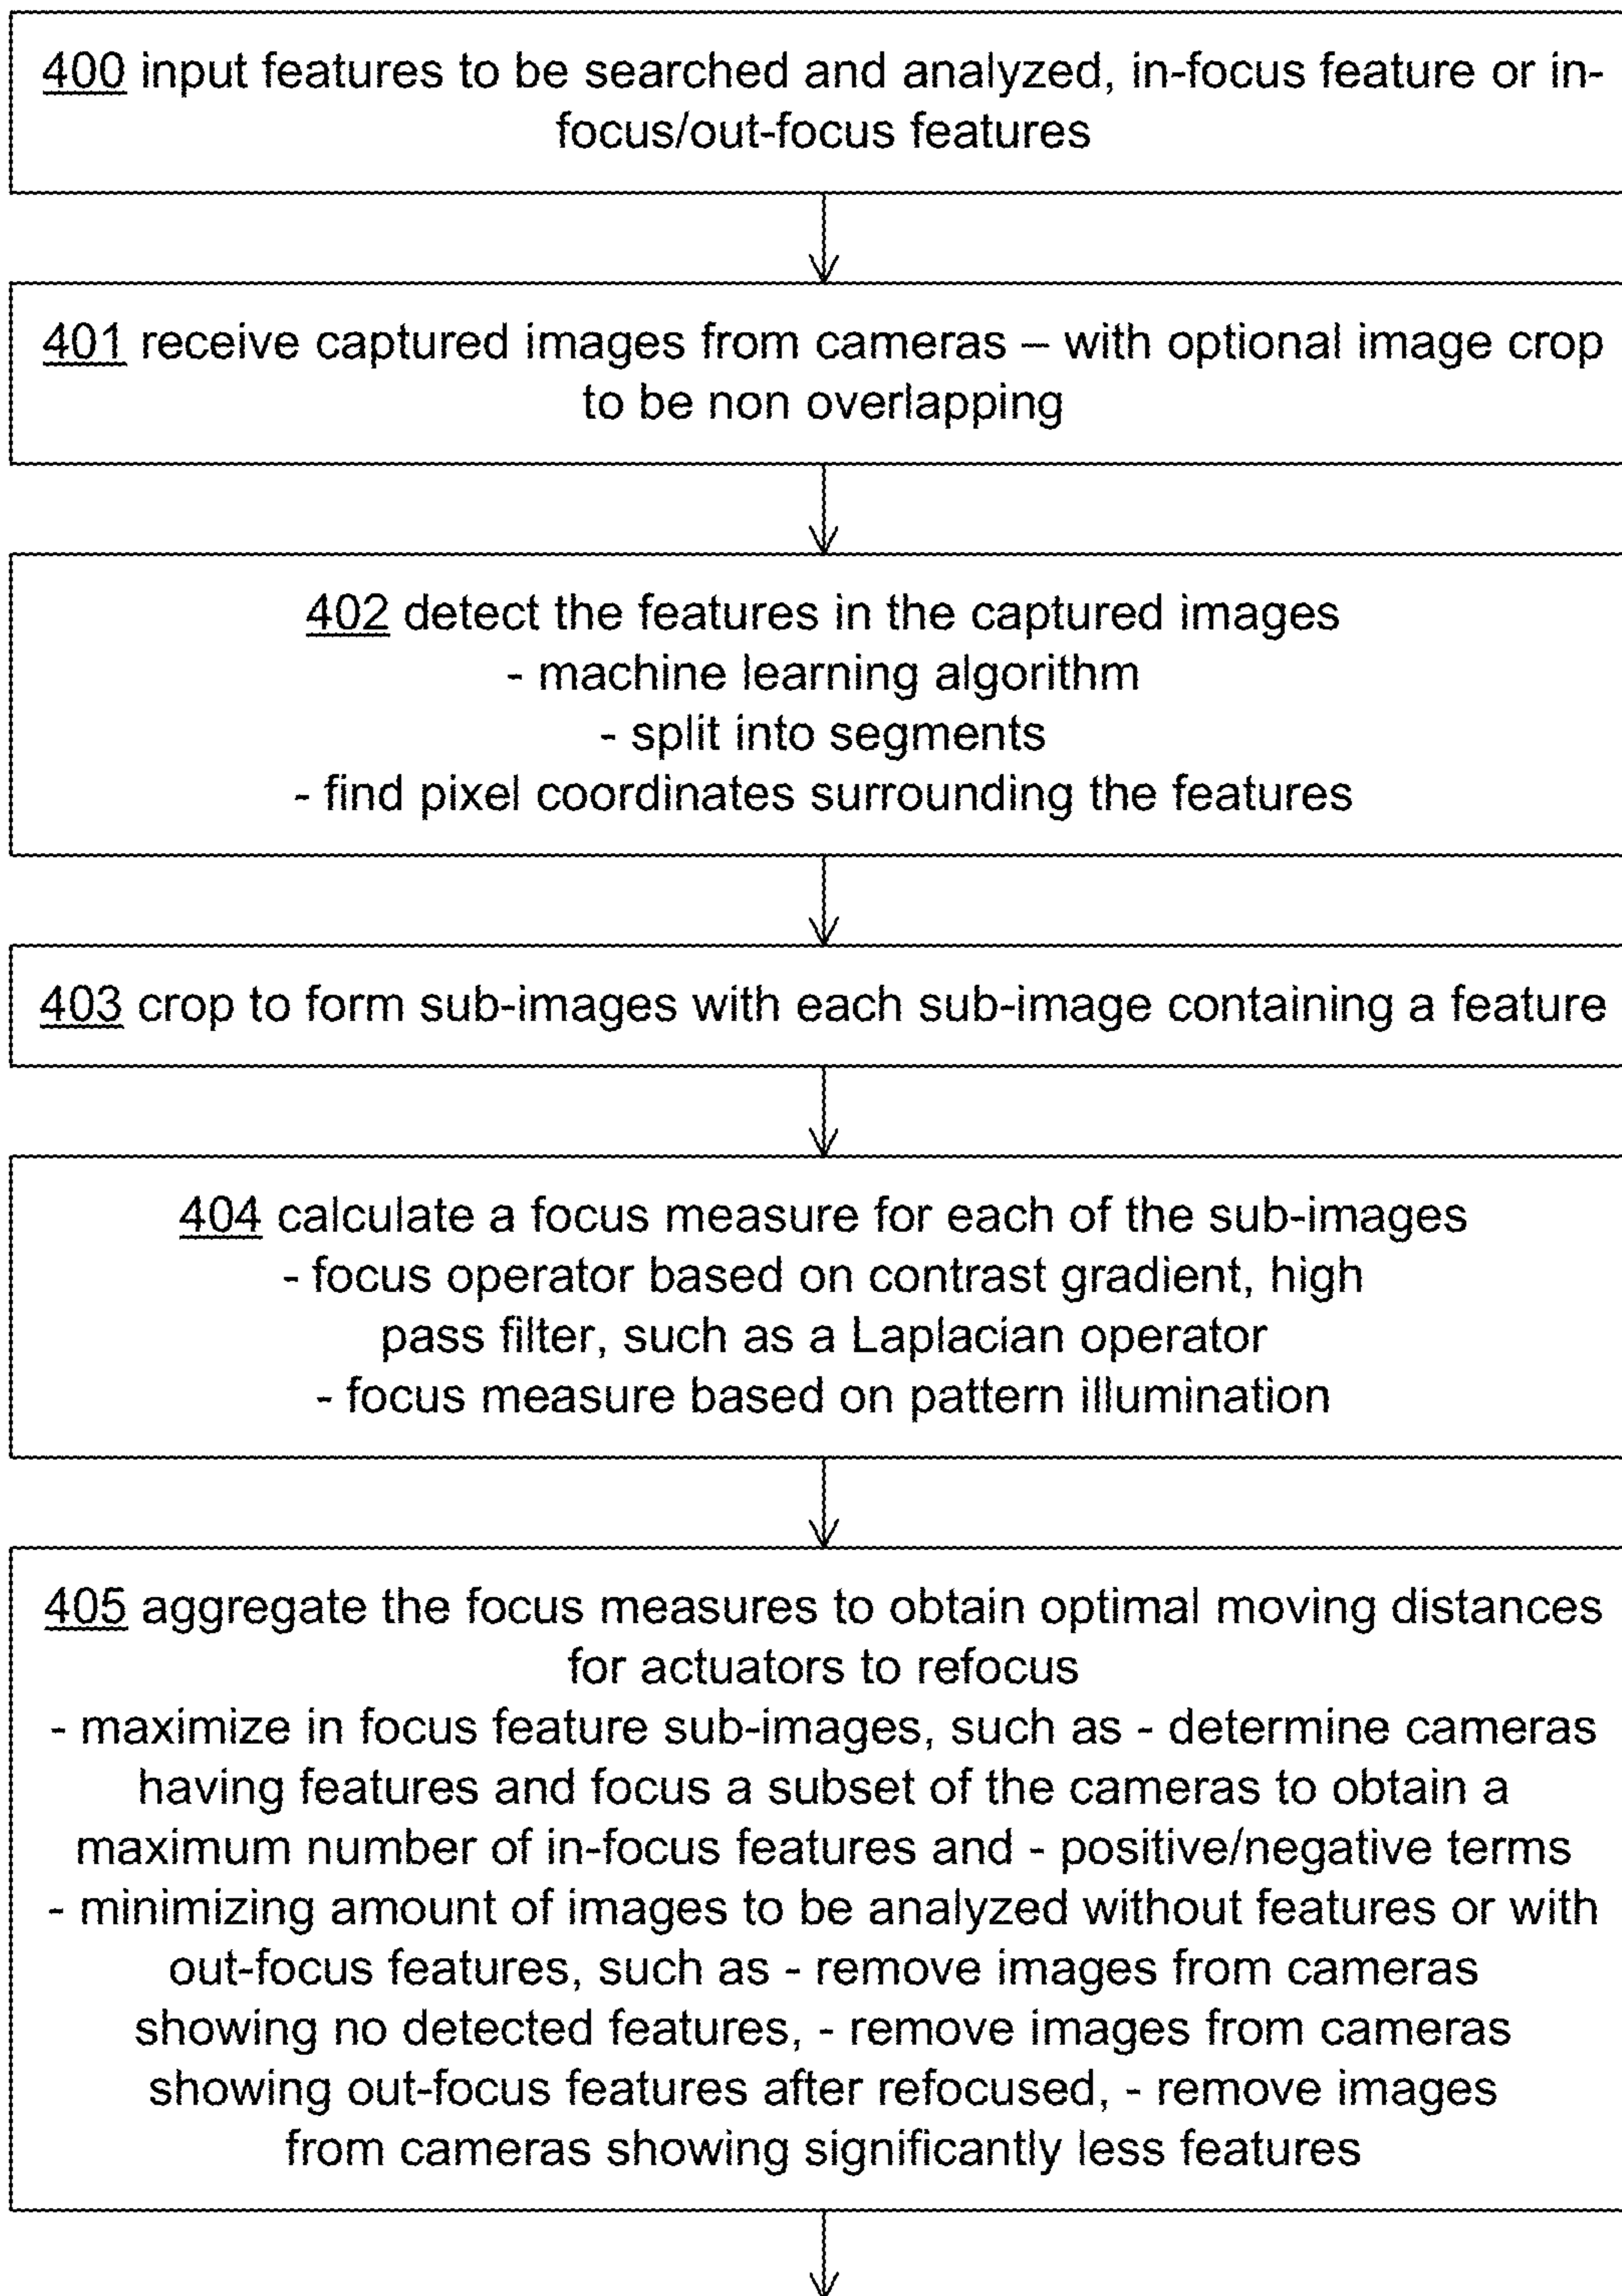 400 input features to be searched and analyzed, in-focus feature or in-
focus/out-focus features
401 receive captured images from cameras – with optional image crop
to be non overlapping
402 detect the features in the captured images
- machine learning algorithm
- split into segments
- find pixel coordinates surrounding the features
403 crop to form sub-images with each sub-image containing a feature
404 calculate a focus measure for each of the sub-images
- focus operator based on contrast gradient, high
pass filter, such as a Laplacian operator
- focus measure based on pattern illumination
405 aggregate the focus measures to obtain optimal moving distances
for actuators to refocus
- maximize in focus feature sub-images, such as - determine cameras
having features and focus a subset of the cameras to obtain a
maximum number of in-focus features and - positive/negative terms
- minimizing amount of images to be analyzed without features or with
out-focus features, such as - remove images from cameras
showing no detected features, - remove images from cameras
showing out-focus features after refocused, - remove images
from cameras showing significantly less features